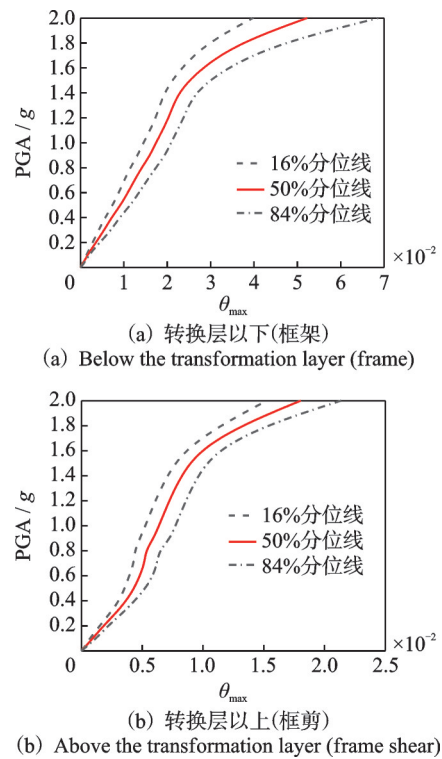 2.0
1.8
1.6
1.4
1.2
1.0
0.8
0.6
0.4
0.2
PGA / g
16%分位线
50%分位线
84%分位线
×10⁻²
0 1 2 3 4 5 6 7
θmax
(a) 转换层以下(框架)
(a) Below the transformation layer (frame)
2.0
1.8
1.6
1.4
1.2
1.0
0.8
0.6
0.4
0.2
PGA / g
16%分位线
50%分位线
84%分位线
×10⁻²
0 0.5 1.0 1.5 2.0 2.5
θmax
(b) 转换层以上(框剪)
(b) Above the transformation layer (frame shear)